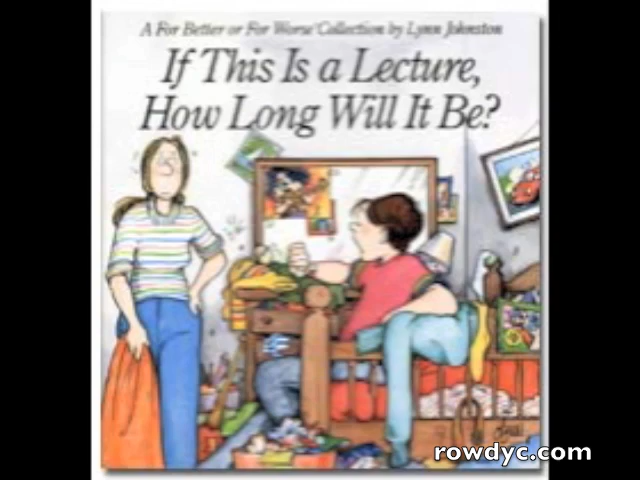 A For Better or For Worse Collection by Lynn Johnston
If This Is a Lecture,
How Long Will It Be?
rowdyc.com